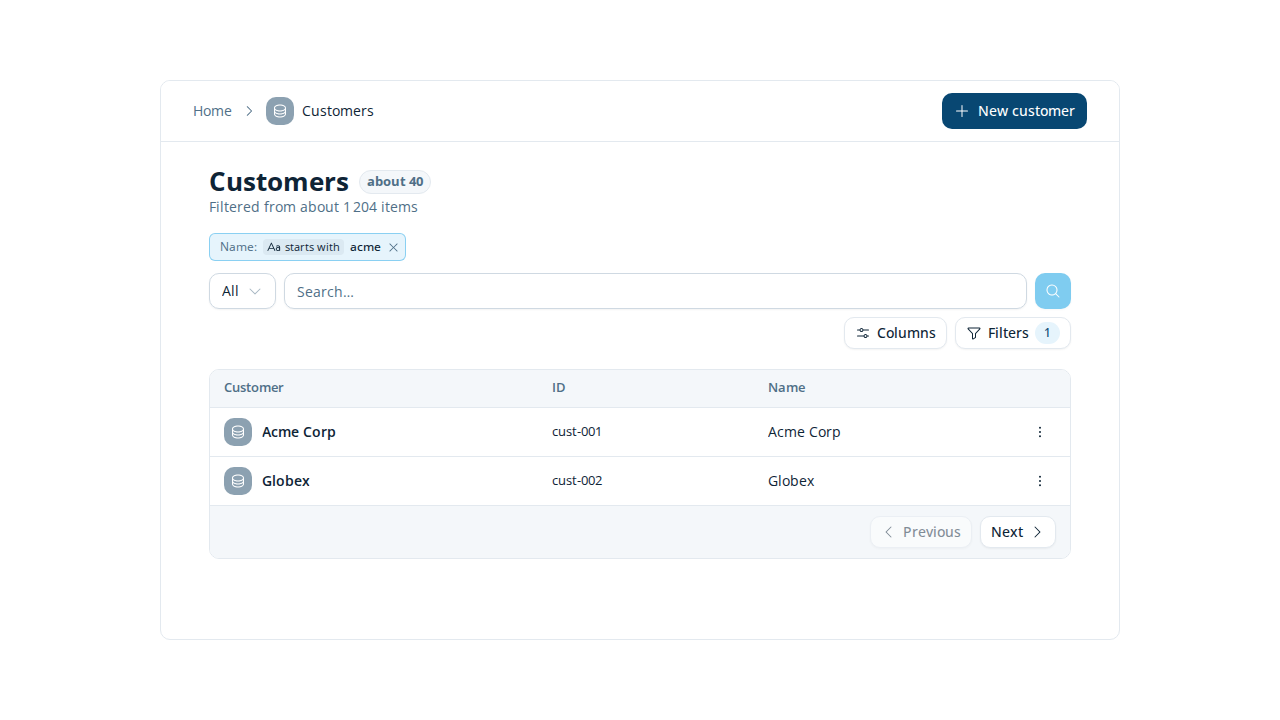 Home Customers New customer
Customers about 40
Filtered from about 1 204 items
Name: Aa starts with acme
All Search...
Columns Filters 1
Customer ID Name
Acme Corp cust-001 Acme Corp
Globex cust-002 Globex
Previous Next